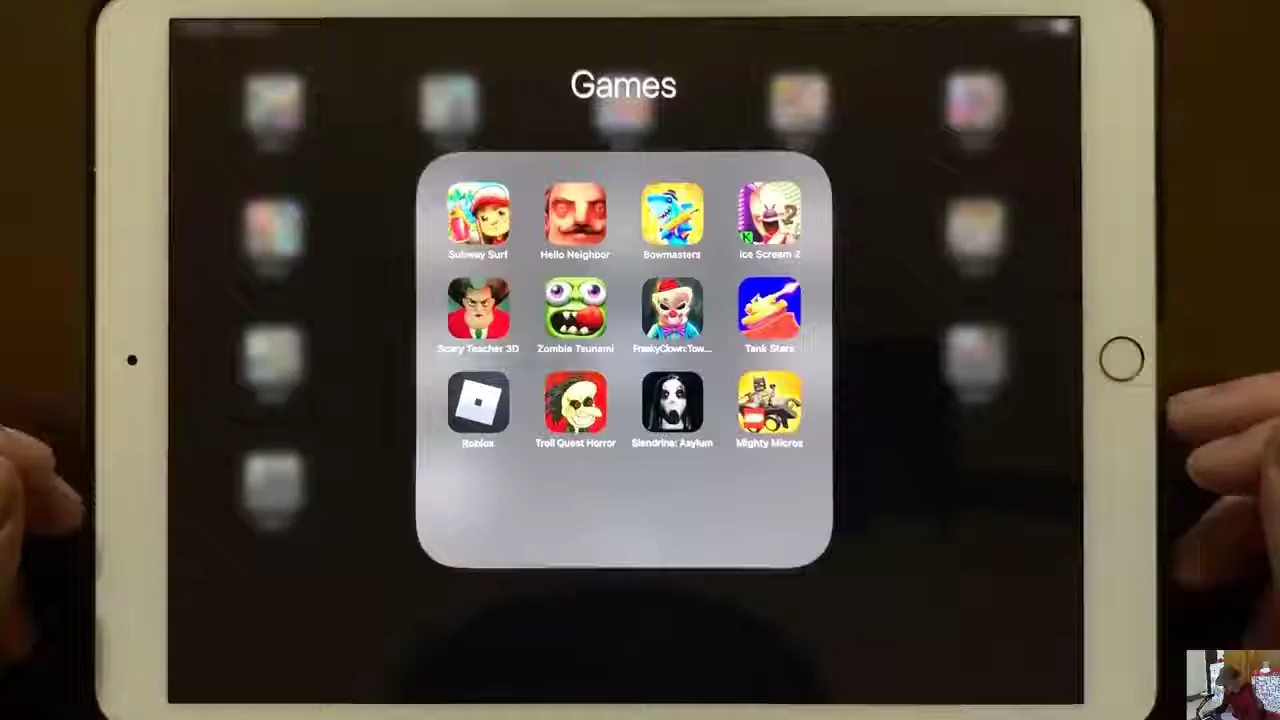 Games
Subway Surf
Hello Neighbor
Bowmasters
Ice Scream 2
Scary Teacher 3D
Zombie Tsunami
FreakyClown:Tow...
Tank Stars
Roblox
Troll Quest Horror
Slendrina: Asylum
Mighty Micros